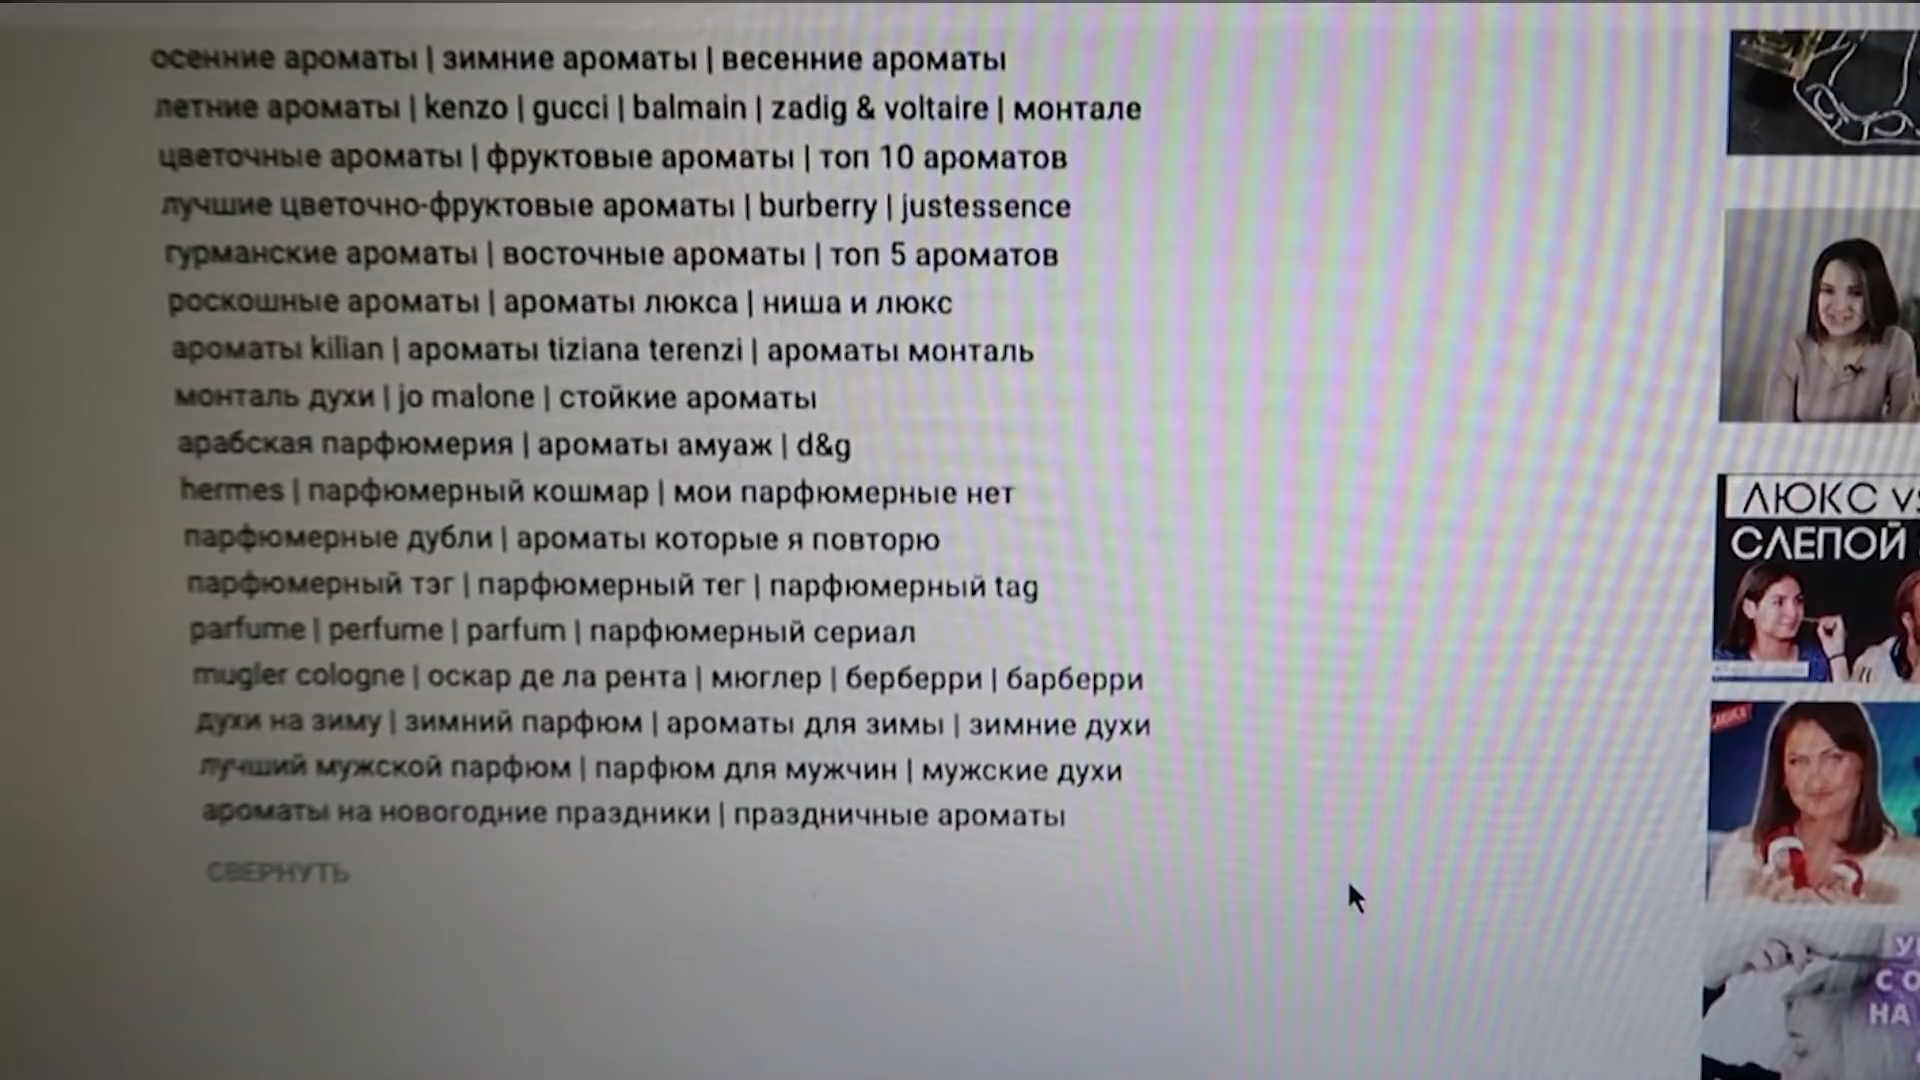 осенние ароматы | зимние ароматы | весенние ароматы
летние ароматы | kenzo | gucci | balmain | zadig & voltaire | монтале
цветочные ароматы | фруктовые ароматы | топ 10 ароматов
лучшие цветочно-фруктовые ароматы | burberry | justessence
гурманские ароматы | восточные ароматы | топ 5 ароматов
роскошные ароматы | ароматы люкса | ниша и люкс
ароматы kilian | ароматы tiziana terenzi | ароматы монталь
монталь духи | jo malone | стойкие ароматы
арабская парфюмерия | ароматы амуаж | d&g
hermes | парфюмерный кошмар | мои парфюмерные нет
парфюмерные дубли | ароматы которые я повторю
парфюмерный тэг | парфюмерный тег | парфюмерный tag
parfume | perfume | parfum | парфюмерный сериал
mugler cologne | оскар де ла рента | мюглер | берберри | барберри
духи на зиму | зимний парфюм | ароматы для зимы | зимние духи
лучший мужской парфюм | парфюм для мужчин | мужские духи
ароматы на новогодние праздники | праздничные ароматы
СВЕРНУТЬ
ЛЮКС
СЛЕПОЙ
НА